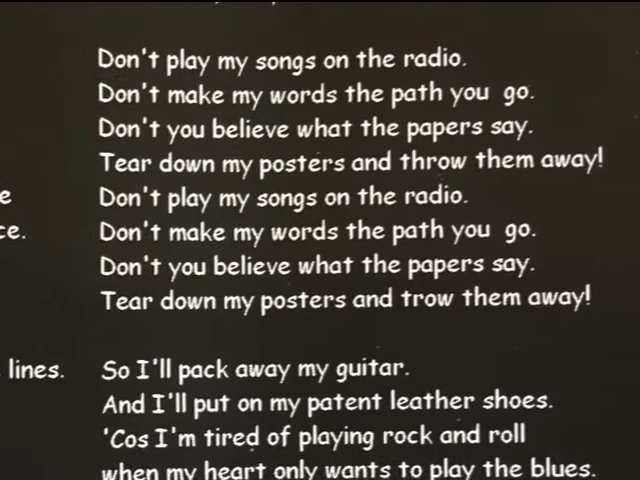 Don't play my songs on the radio.
Don't make my words the path you go.
Don't you believe what the papers say.
Tear down my posters and throw them away!
Don't play my songs on the radio.
Don't make my words the path you go.
Don't you believe what the papers say.
Tear down my posters and trow them away!
lines.
So I'll pack away my guitar.
And I'll put on my patent leather shoes.
'Cos I'm tired of playing rock and roll
when my heart only wants to play the blues.